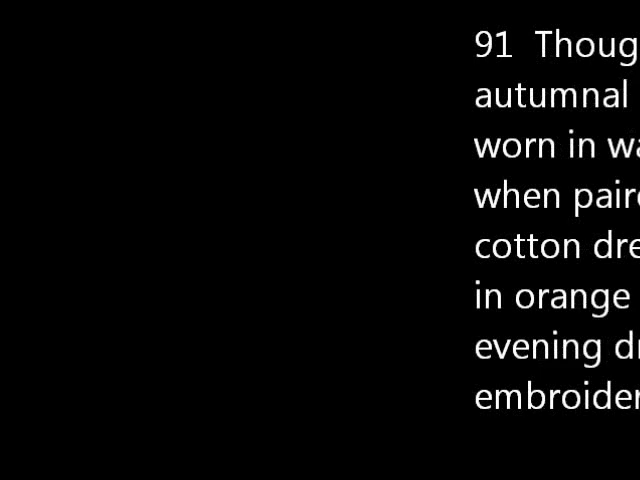 91 Thoug
autumnal
worn in wa
when paire
cotton dre
in orange
evening dr
embroider